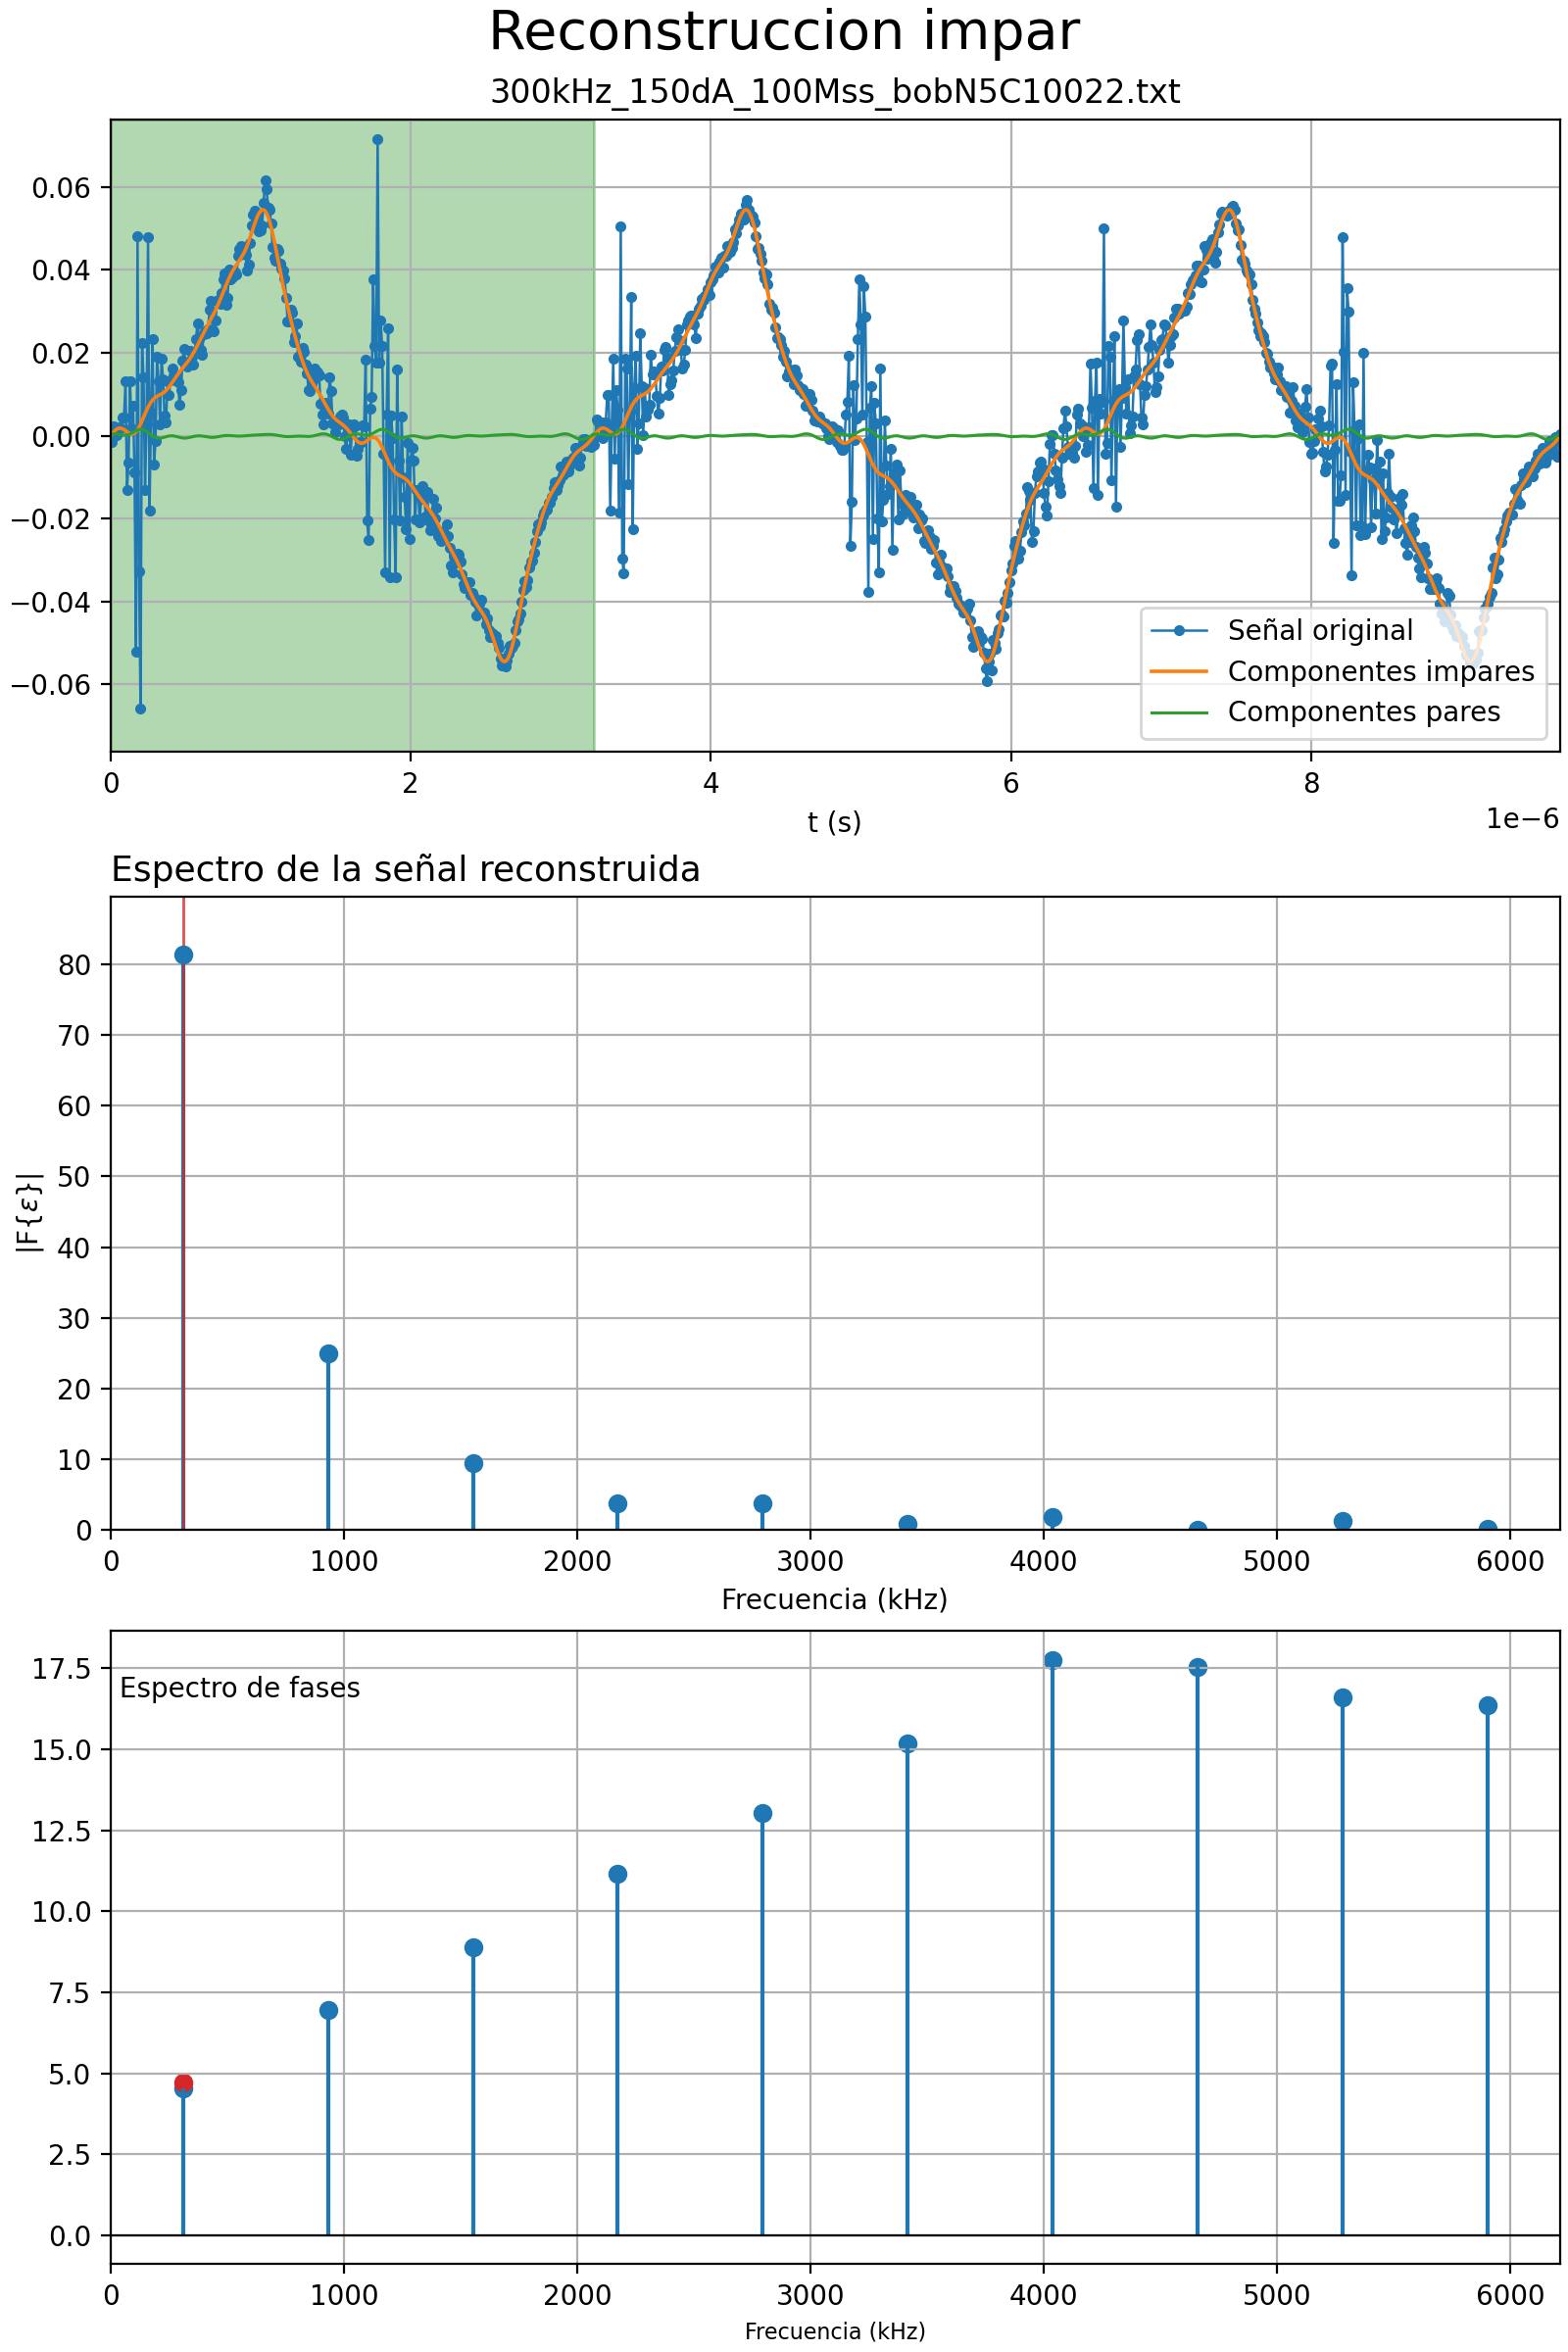 Reconstruccion impar
300kHz_150dA_100Mss_bobN5C10022.txt
0.06
0.04
0.02
0.00
−0.02
−0.04
−0.06
Señal original
Componentes impares
Componentes pares
0 2 4 6 8
t (s)
1e−6
Espectro de la señal reconstruida
80
70
60
50
40
30
20
10
0
|F{ε}|
0 1000 2000 3000 4000 5000 6000
Frecuencia (kHz)
Espectro de fases
17.5
15.0
12.5
10.0
7.5
5.0
2.5
0.0
0 1000 2000 3000 4000 5000 6000
Frecuencia (kHz)